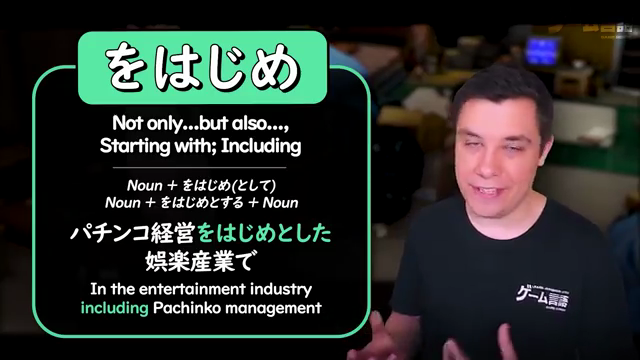 をはじめ
Not only...but also...,
Starting with; Including
Noun + をはじめ(として)
Noun + をはじめとする + Noun
パチンコ経営をはじめとした
娯楽産業で
In the entertainment industry
including Pachinko management
ゲーム言語